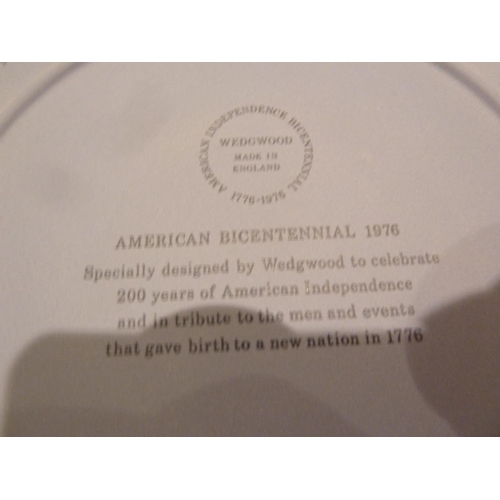 AMERICAN INDEPENDENCE BICENTENNIAL
WEDGWOOD
MADE IN
ENGLAND
1776-1976
AMERICAN BICENTENNIAL 1976
Specially designed by Wedgwood to celebrate
200 years of American Independence
and in tribute to the men and events
that gave birth to a new nation in 1776